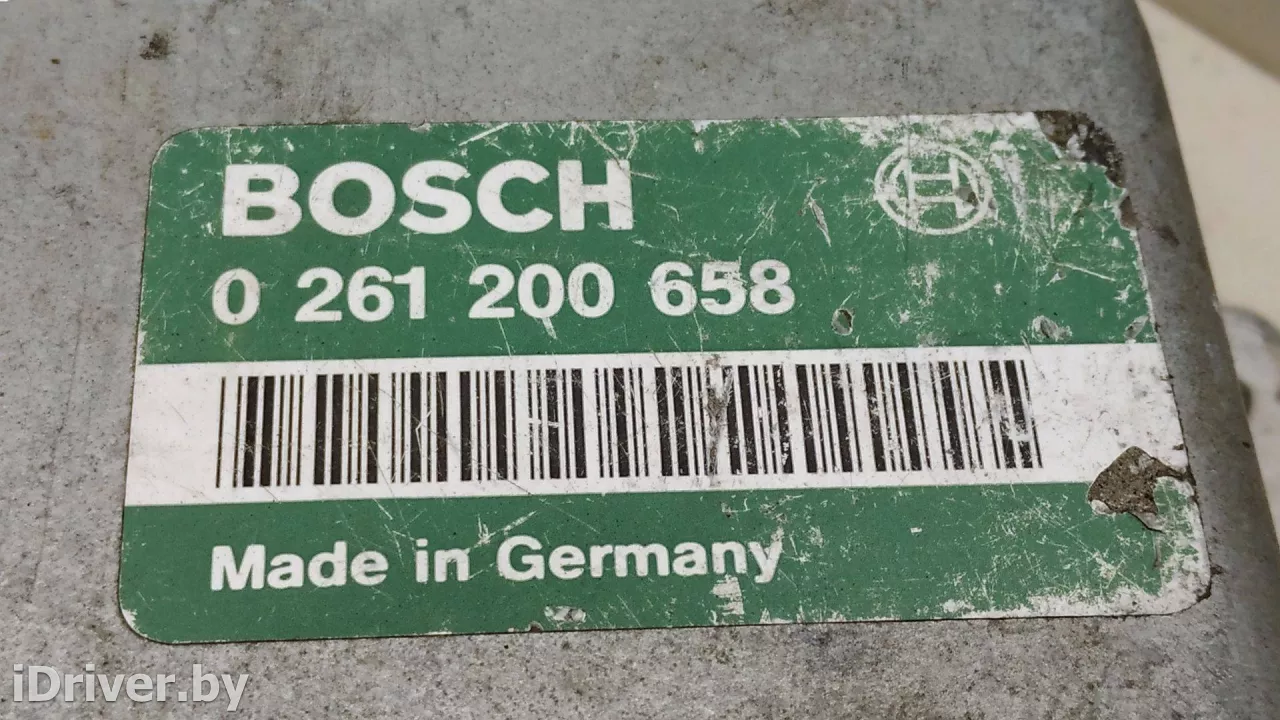 BOSCH
0 261 200 658
Made in Germany
iDriver.by